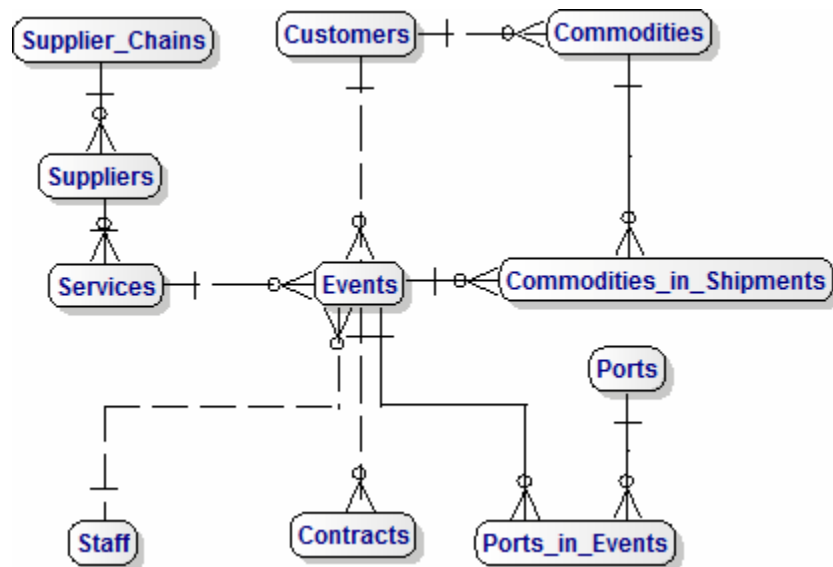 Supplier_Chains
Customers
Commodities
Suppliers
Services
Events
Commodities_in_Shipments
Ports
Staff
Contracts
Ports_in_Events